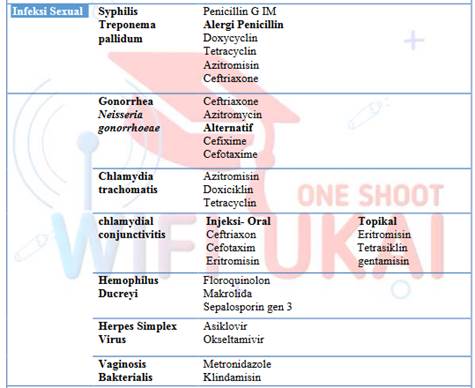 Infeksi Sexual
Syphilis Penicillin G IM
Treponema Alergi Penicillin
pallidum Doxycyclin
Tetracyclin
Azitromisin
Ceftriaxone
Gonorrhea Ceftriaxone
Neisseria Azitromycin
gonorrhoeae Alternatif
Cefixime
Cefotaxime
Chlamydia Azitromisin
trachomatis Doxiciklin
Tetracyclin
ONE SHOOT
chlamydial Injeksi- Oral Topikal
conjunctivitis Ceftriaxon Eritromisin
Cefotaxim Tetrasiklin
Eritromisin gentamisin
WIFI UKAI
Hemophilus Floroquinolon
Ducreyi Makrolida
Sepalosporin gen 3
Herpes Simplex Asiklovir
Virus Okseltamivir
Vaginosis Metronidazole
Bakterialis Klindamisin